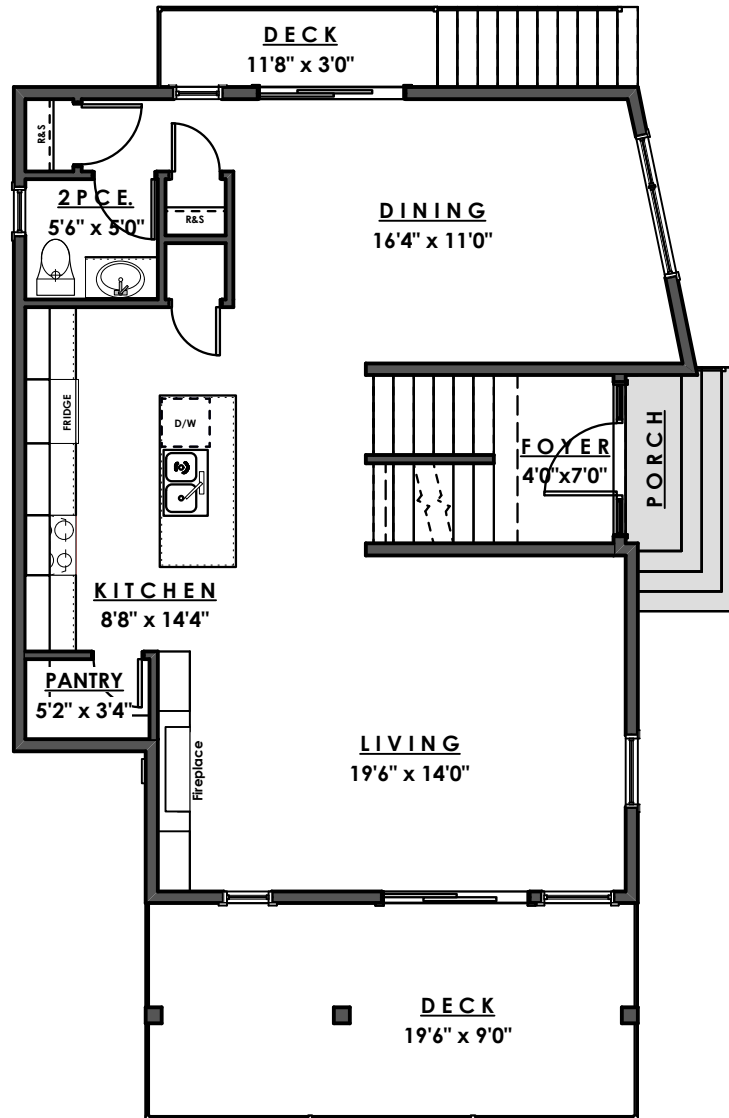 DECK
11'8" x 3'0"
R&S
2 PCE.
5'6" x 5'0"
R&S
DINING
16'4" x 11'0"
FRIDGE
D/W
FOYER
4'0"x7'0"
PORCH
KITCHEN
8'8" x 14'4"
PANTRY
5'2" x 3'4"
Fireplace
LIVING
19'6" x 14'0"
DECK
19'6" x 9'0"